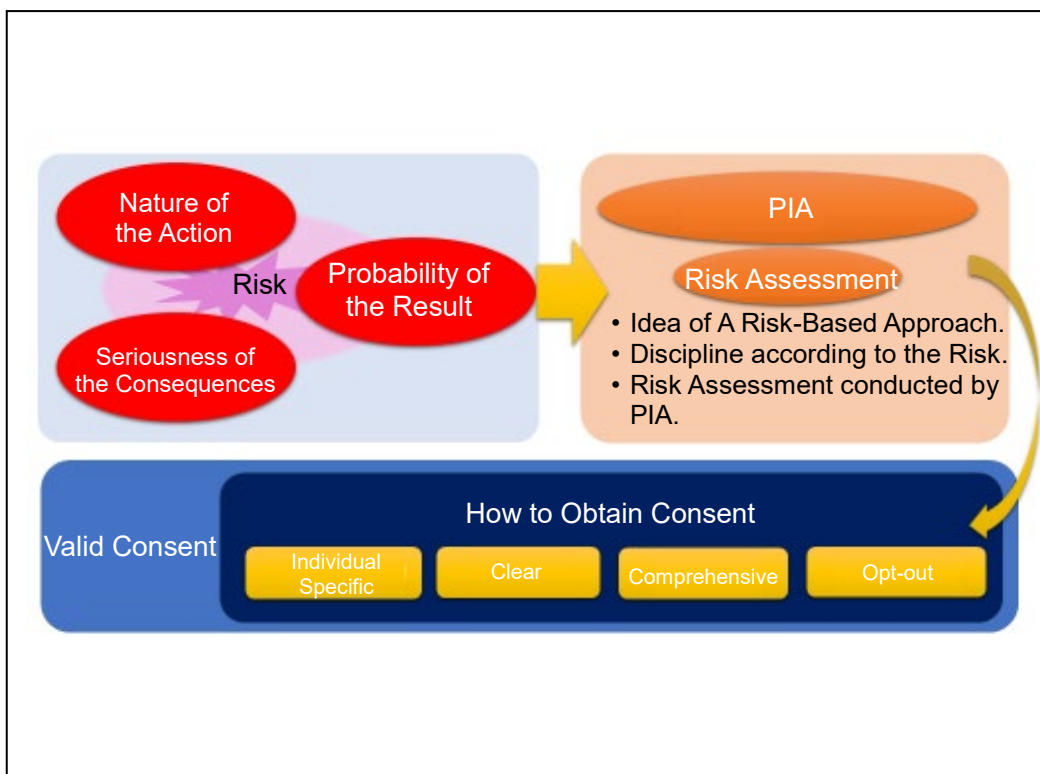 Nature of
the Action
Risk
Probability of
the Result
Seriousness of
the Consequences
PIA
Risk Assessment
• Idea of A Risk-Based Approach.
• Discipline according to the Risk.
• Risk Assessment conducted by
PIA.
Valid Consent
How to Obtain Consent
Individual
Specific
Clear
Comprehensive
Opt-out